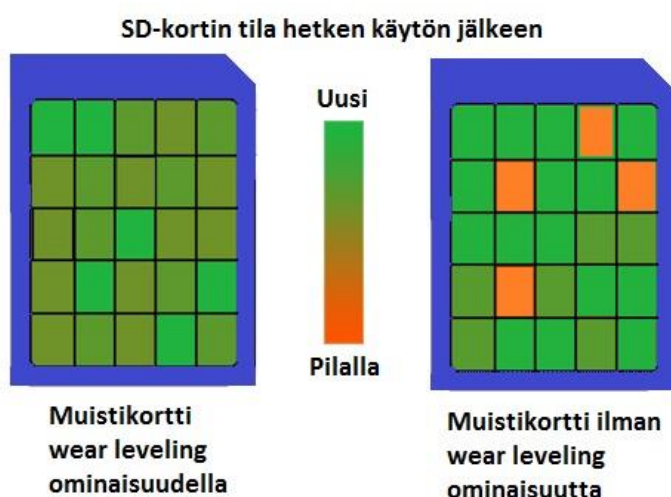 SD-kortin tila hetken käytön jälkeen
Uusi
Pilalla
Muistikortti
wear leveling
ominaisuudella
Muistikortti ilman
wear leveling
ominaisuutta